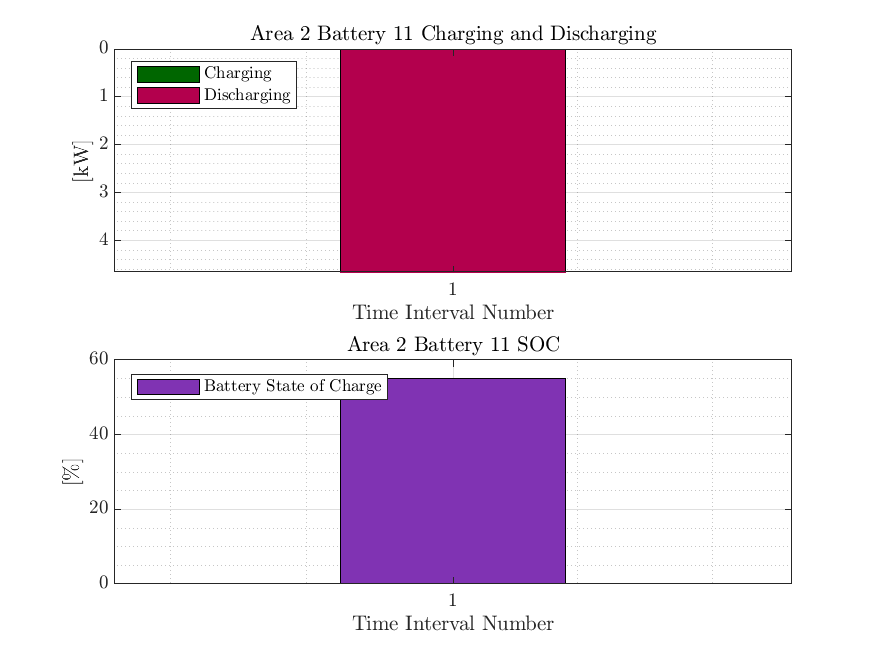 Area 2 Battery 11 Charging and Discharging
0
Charging
1
Discharging
2
[kW]
3
4
1
Time Interval Number
Area 2 Battery 11 SOC
60
Battery State of Charge
40
[%]
20
0
1
Time Interval Number